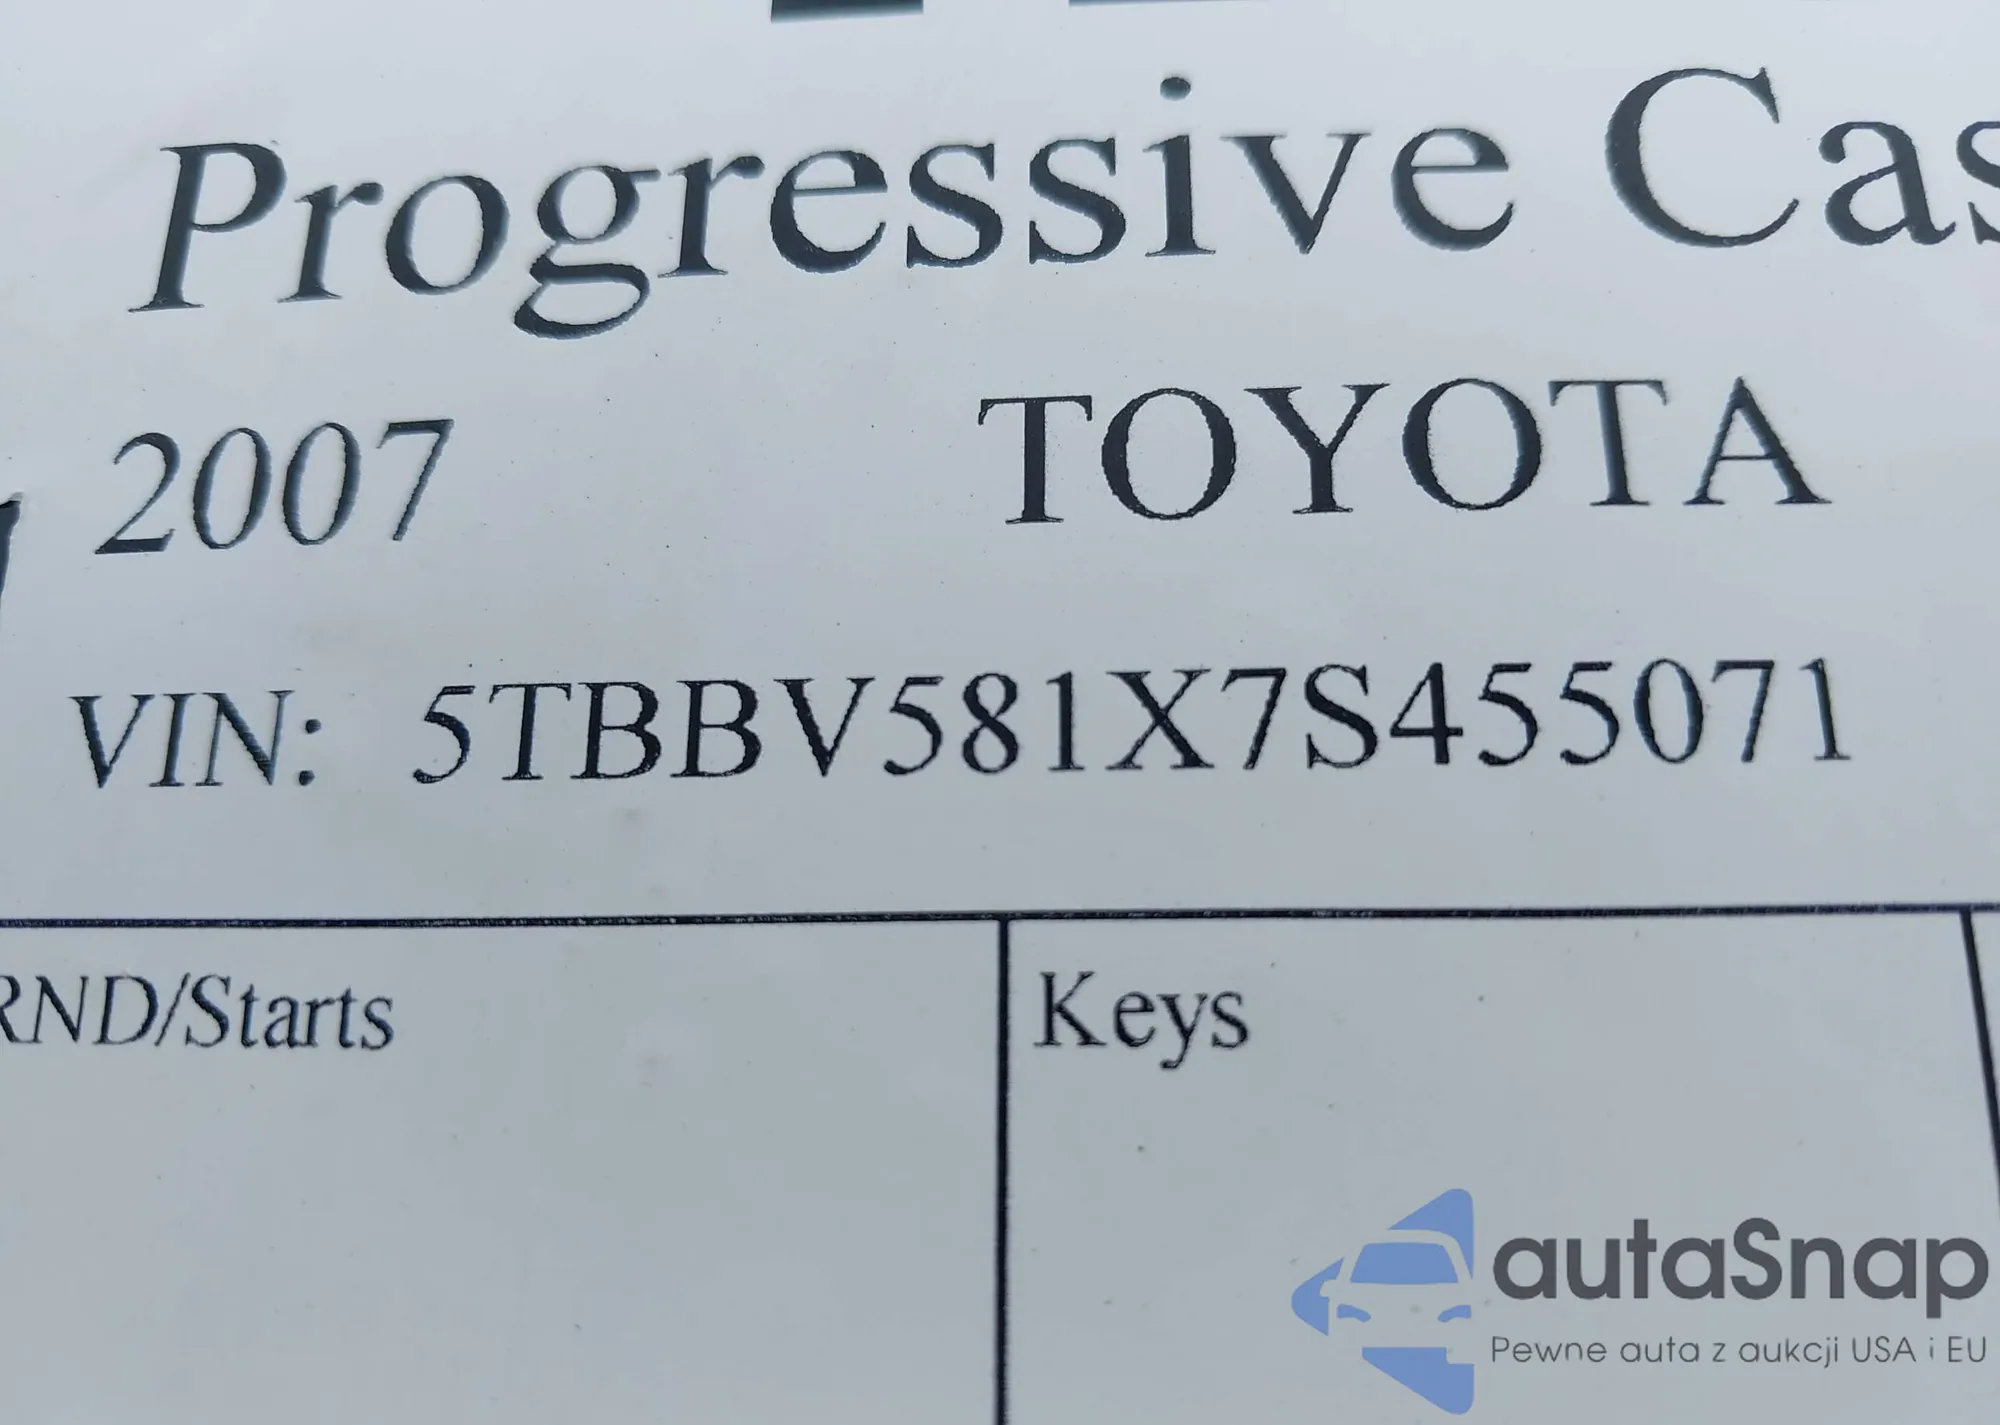 Progressive Cas
2007 TOYOTA
VIN: 5TBBV581X7S455071
RND/Starts
Keys
autaSnap
Pewne auta z aukcji USA i EU